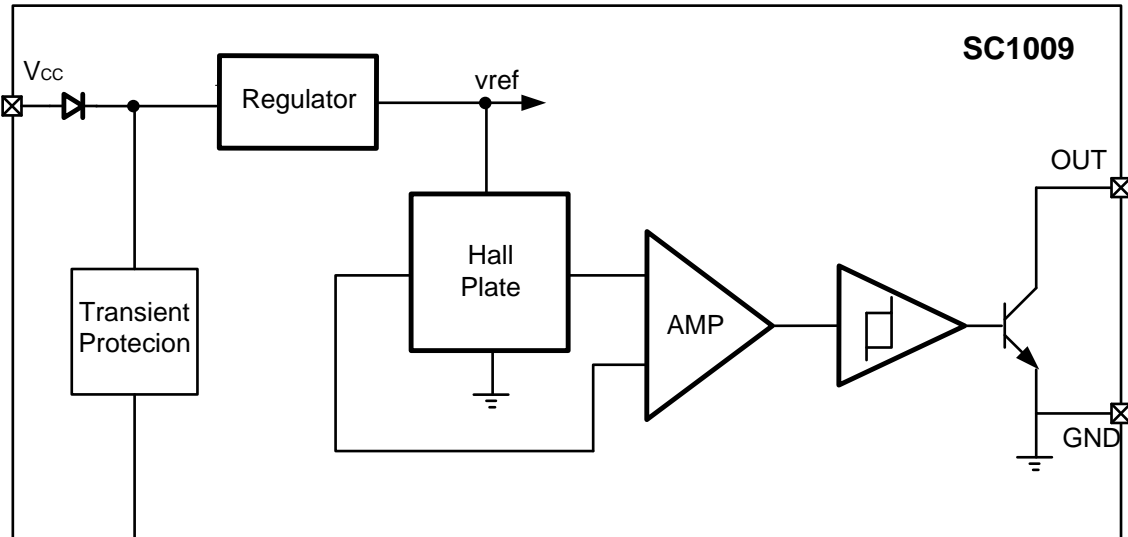 SC1009
VCC
Regulator
vref
OUT
Hall
Plate
Transient
Protecion
AMP
GND